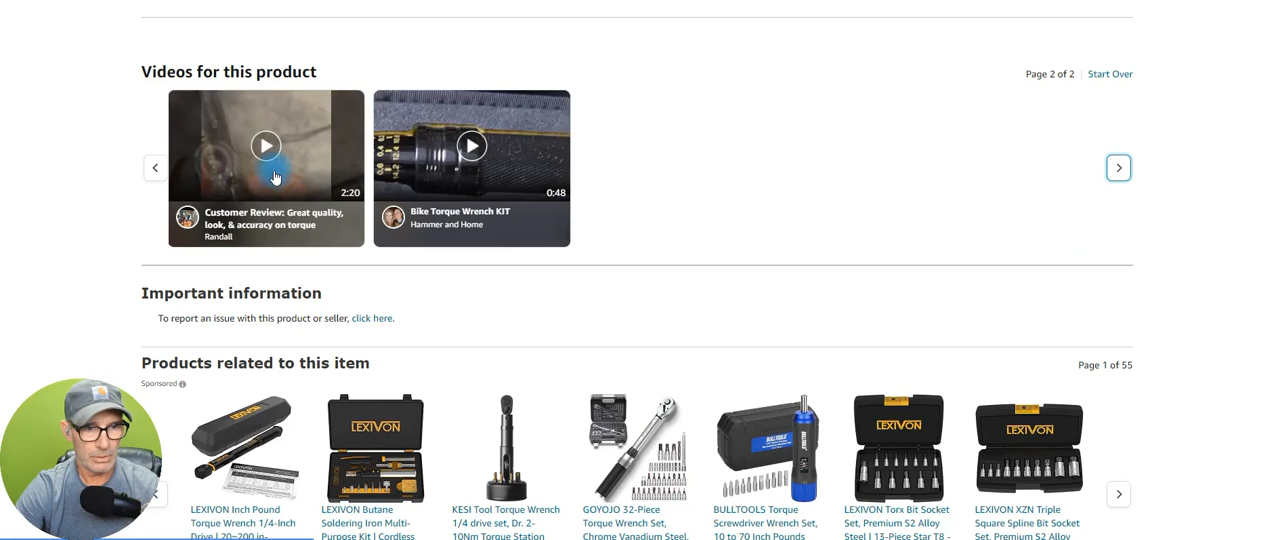 Videos for this product
Page 2 of 2 | Start Over
2:20
0:48
Customer Review: Great quality,
look, & accuracy on torque
Randall
Bike Torque Wrench KIT
Hammer and Home
Important information
To report an issue with this product or seller, click here.
Products related to this item
Page 1 of 55
Sponsored
LEXIVON
LEXIVON
LEXIVON
BULLTOOLS
LEXIVON Inch Pound
Torque Wrench 1/4-Inch
Drive | 20~200 in-
LEXIVON Butane
Soldering Iron Multi-
Purpose Kit | Cordless
KESI Tool Torque Wrench
1/4 drive set, Dr. 2-
10Nm Torque Station
GOYOJO 32-Piece
Torque Wrench Set,
Chrome Vanadium Steel,
BULLTOOLS Torque
Screwdriver Wrench Set,
10 to 70 Inch Pounds
LEXIVON Torx Bit Socket
Set, Premium S2 Alloy
Steel | 13-Piece Star T8 -
LEXIVON XZN Triple
Square Spline Bit Socket
Set, Premium S2 Alloy